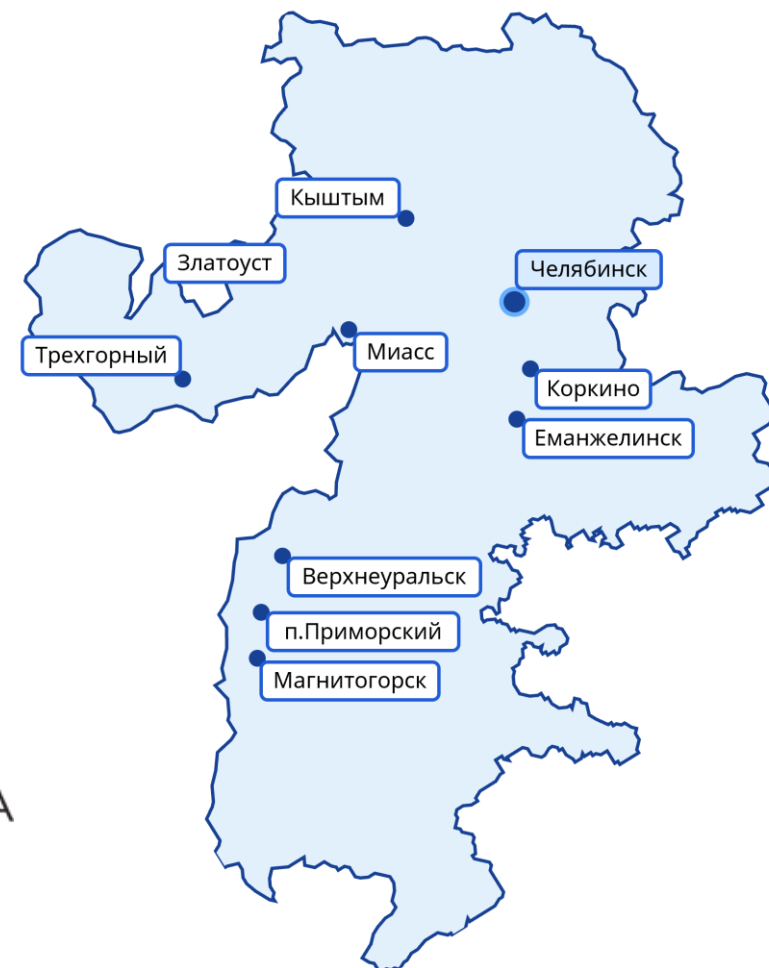 Кыштым
Златоуст
Челябинск
Трехгорный
Миасс
Коркино
Еманжелинск
Верхнеуральск
п.Приморский
Магнитогорск
А